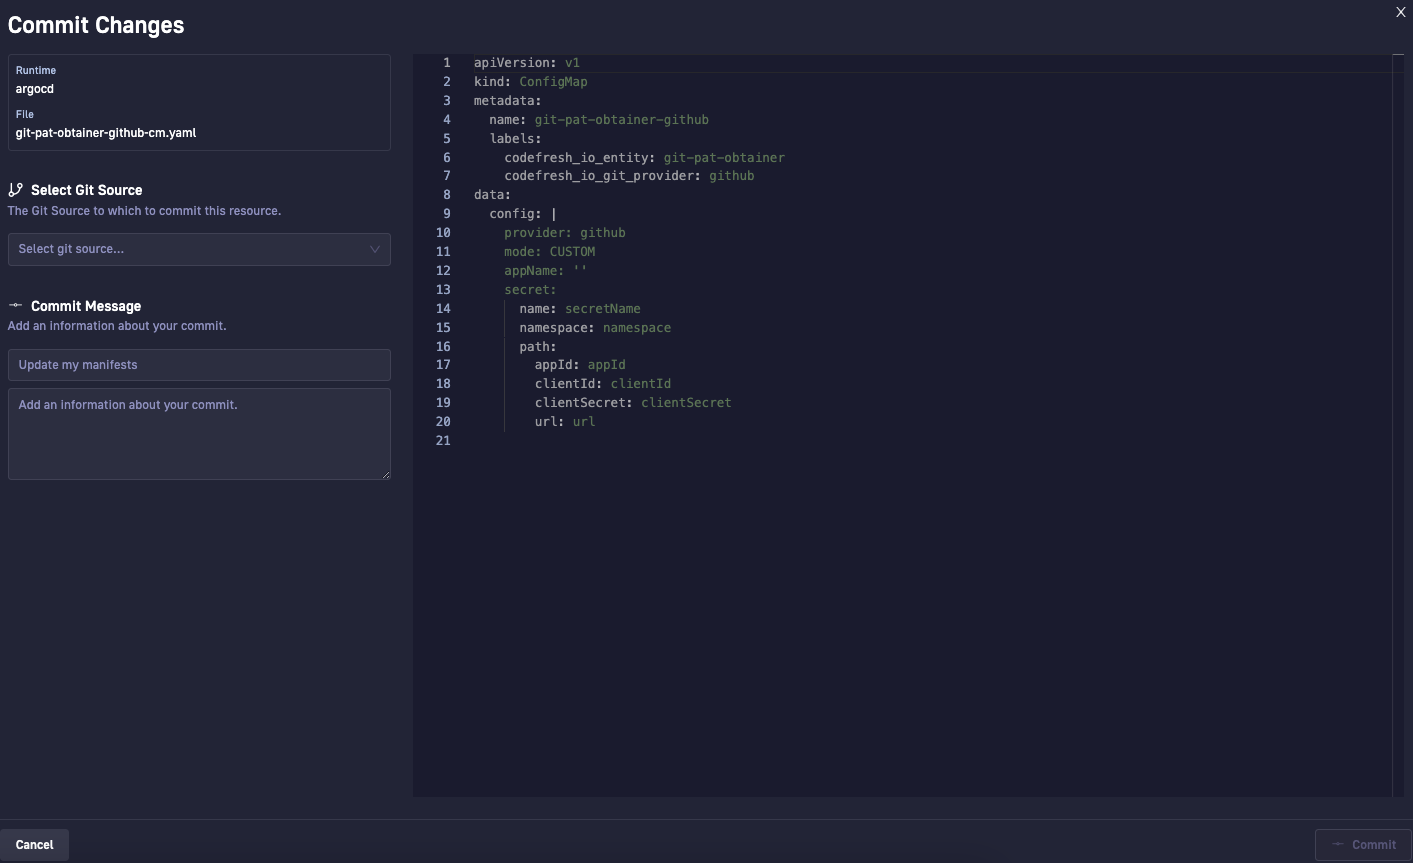 Commit Changes
X
Runtime
argocd
File
git-pat-obtainer-github-cm.yaml
Select Git Source
The Git Source to which to commit this resource.
Select git source...
Commit Message
Add an information about your commit.
Update my manifests
Add an information about your commit.
1 apiVersion: v1
2 kind: ConfigMap
3 metadata:
4   name: git-pat-obtainer-github
5   labels:
6     codefresh_io_entity: git-pat-obtainer
7     codefresh_io_git_provider: github
8 data:
9   config: |
10     provider: github
11     mode: CUSTOM
12     appName: ''
13     secret:
14       name: secretName
15       namespace: namespace
16       path:
17         appId: appId
18         clientId: clientId
19         clientSecret: clientSecret
20         url: url
21
Cancel
Commit